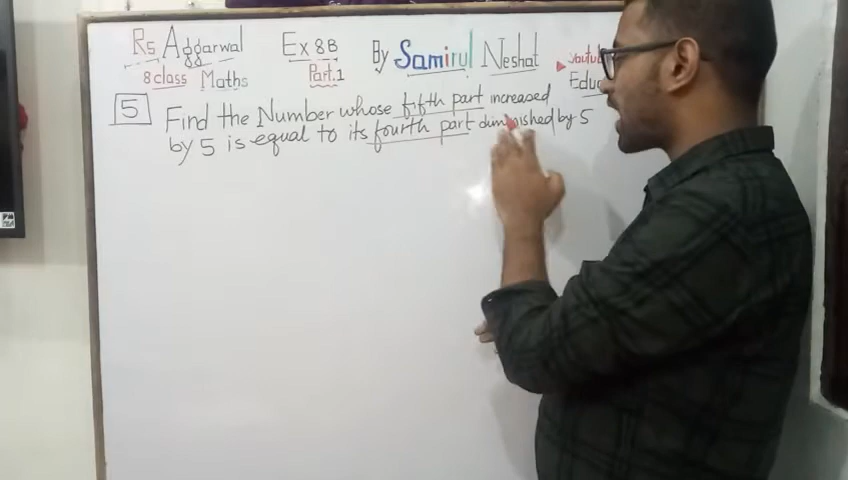 Rs Aggarwal Ex 8B By Samirul Neshat
8 class Maths Part.1
5 Find the Number whose fifth part increased
by 5 is equal to its fourth part diminished by 5